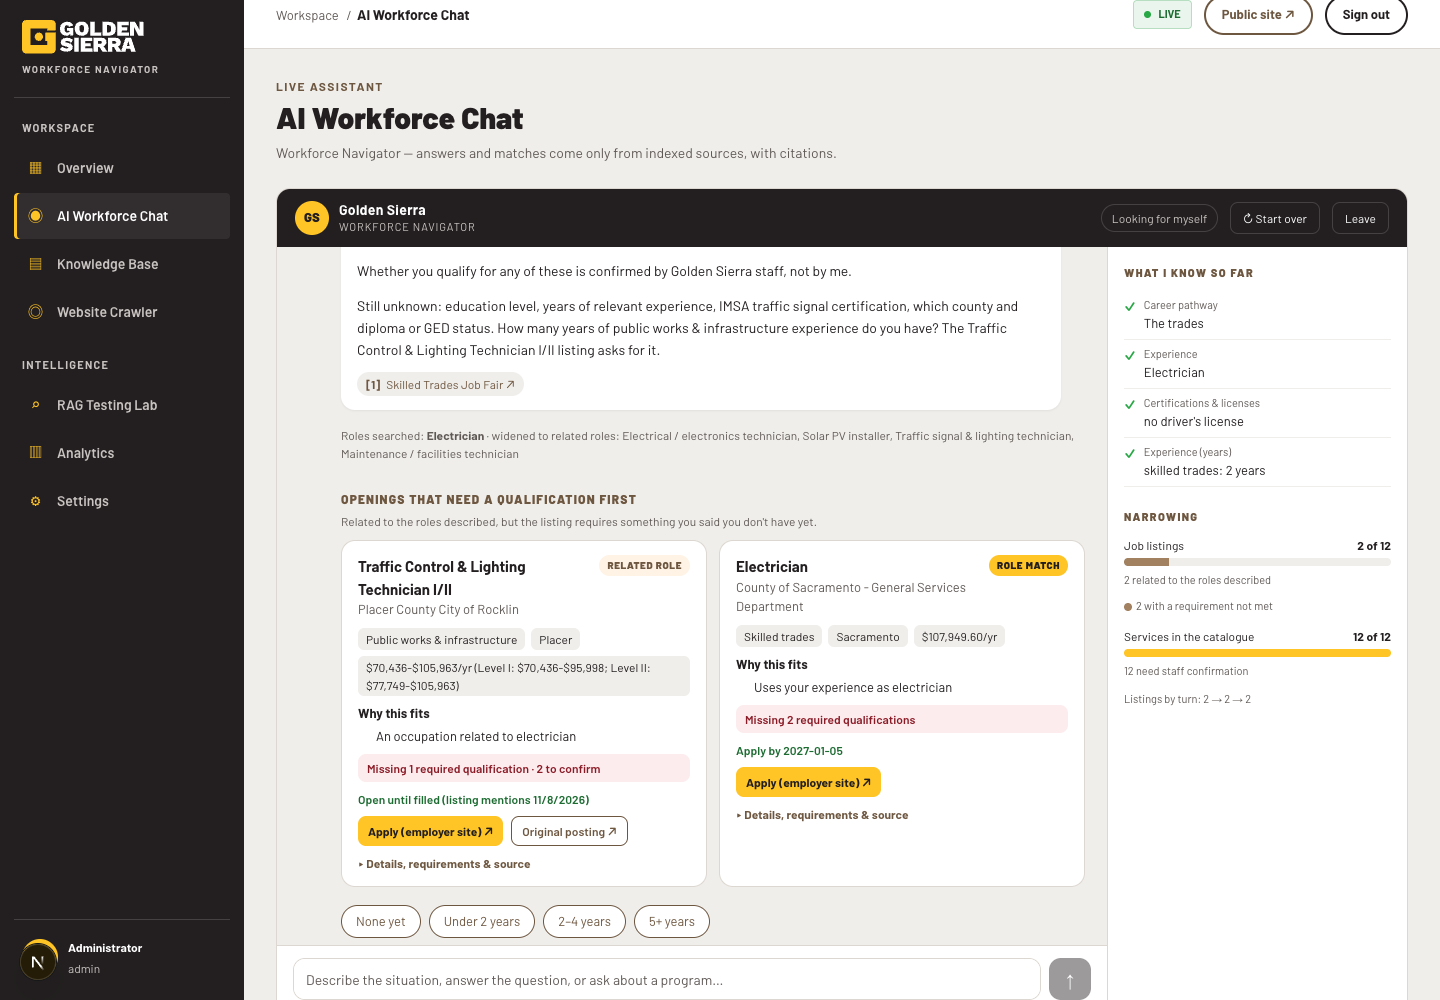 GOLDEN
SIERRA
WORKFORCE NAVIGATOR
WORKSPACE
Overview
AI Workforce Chat
Knowledge Base
Website Crawler
INTELLIGENCE
RAG Testing Lab
Analytics
Settings
N
Administrator
admin
Workspace / AI Workforce Chat
LIVE
Public site ↗
Sign out
LIVE ASSISTANT
AI Workforce Chat
Workforce Navigator — answers and matches come only from indexed sources, with citations.
GS
Golden Sierra
WORKFORCE NAVIGATOR
Looking for myself
↻ Start over
Leave
Whether you qualify for any of these is confirmed by Golden Sierra staff, not by me.
Still unknown: education level, years of relevant experience, IMSA traffic signal certification, which county and
diploma or GED status. How many years of public works & infrastructure experience do you have? The Traffic
Control & Lighting Technician I/II listing asks for it.
[1] Skilled Trades Job Fair ↗
Roles searched: Electrician · widened to related roles: Electrical / electronics technician, Solar PV installer, Traffic signal & lighting technician,
Maintenance / facilities technician
OPENINGS THAT NEED A QUALIFICATION FIRST
Related to the roles described, but the listing requires something you said you don't have yet.
Traffic Control & Lighting
Technician I/II
RELATED ROLE
Placer County City of Rocklin
Public works & infrastructure
Placer
$70,436-$105,963/yr (Level I: $70,436-$95,998; Level II:
$77,749-$105,963)
Why this fits
An occupation related to electrician
Missing 1 required qualification · 2 to confirm
Open until filled (listing mentions 11/8/2026)
Apply (employer site) ↗
Original posting ↗
▸ Details, requirements & source
Electrician
ROLE MATCH
County of Sacramento - General Services
Department
Skilled trades
Sacramento
$107,949.60/yr
Why this fits
Uses your experience as electrician
Missing 2 required qualifications
Apply by 2027-01-05
Apply (employer site) ↗
▸ Details, requirements & source
None yet
Under 2 years
2–4 years
5+ years
Describe the situation, answer the question, or ask about a program...
↑
WHAT I KNOW SO FAR
Career pathway
The trades
Experience
Electrician
Certifications & licenses
no driver's license
Experience (years)
skilled trades: 2 years
NARROWING
Job listings 2 of 12
2 related to the roles described
2 with a requirement not met
Services in the catalogue 12 of 12
12 need staff confirmation
Listings by turn: 2 → 2 → 2